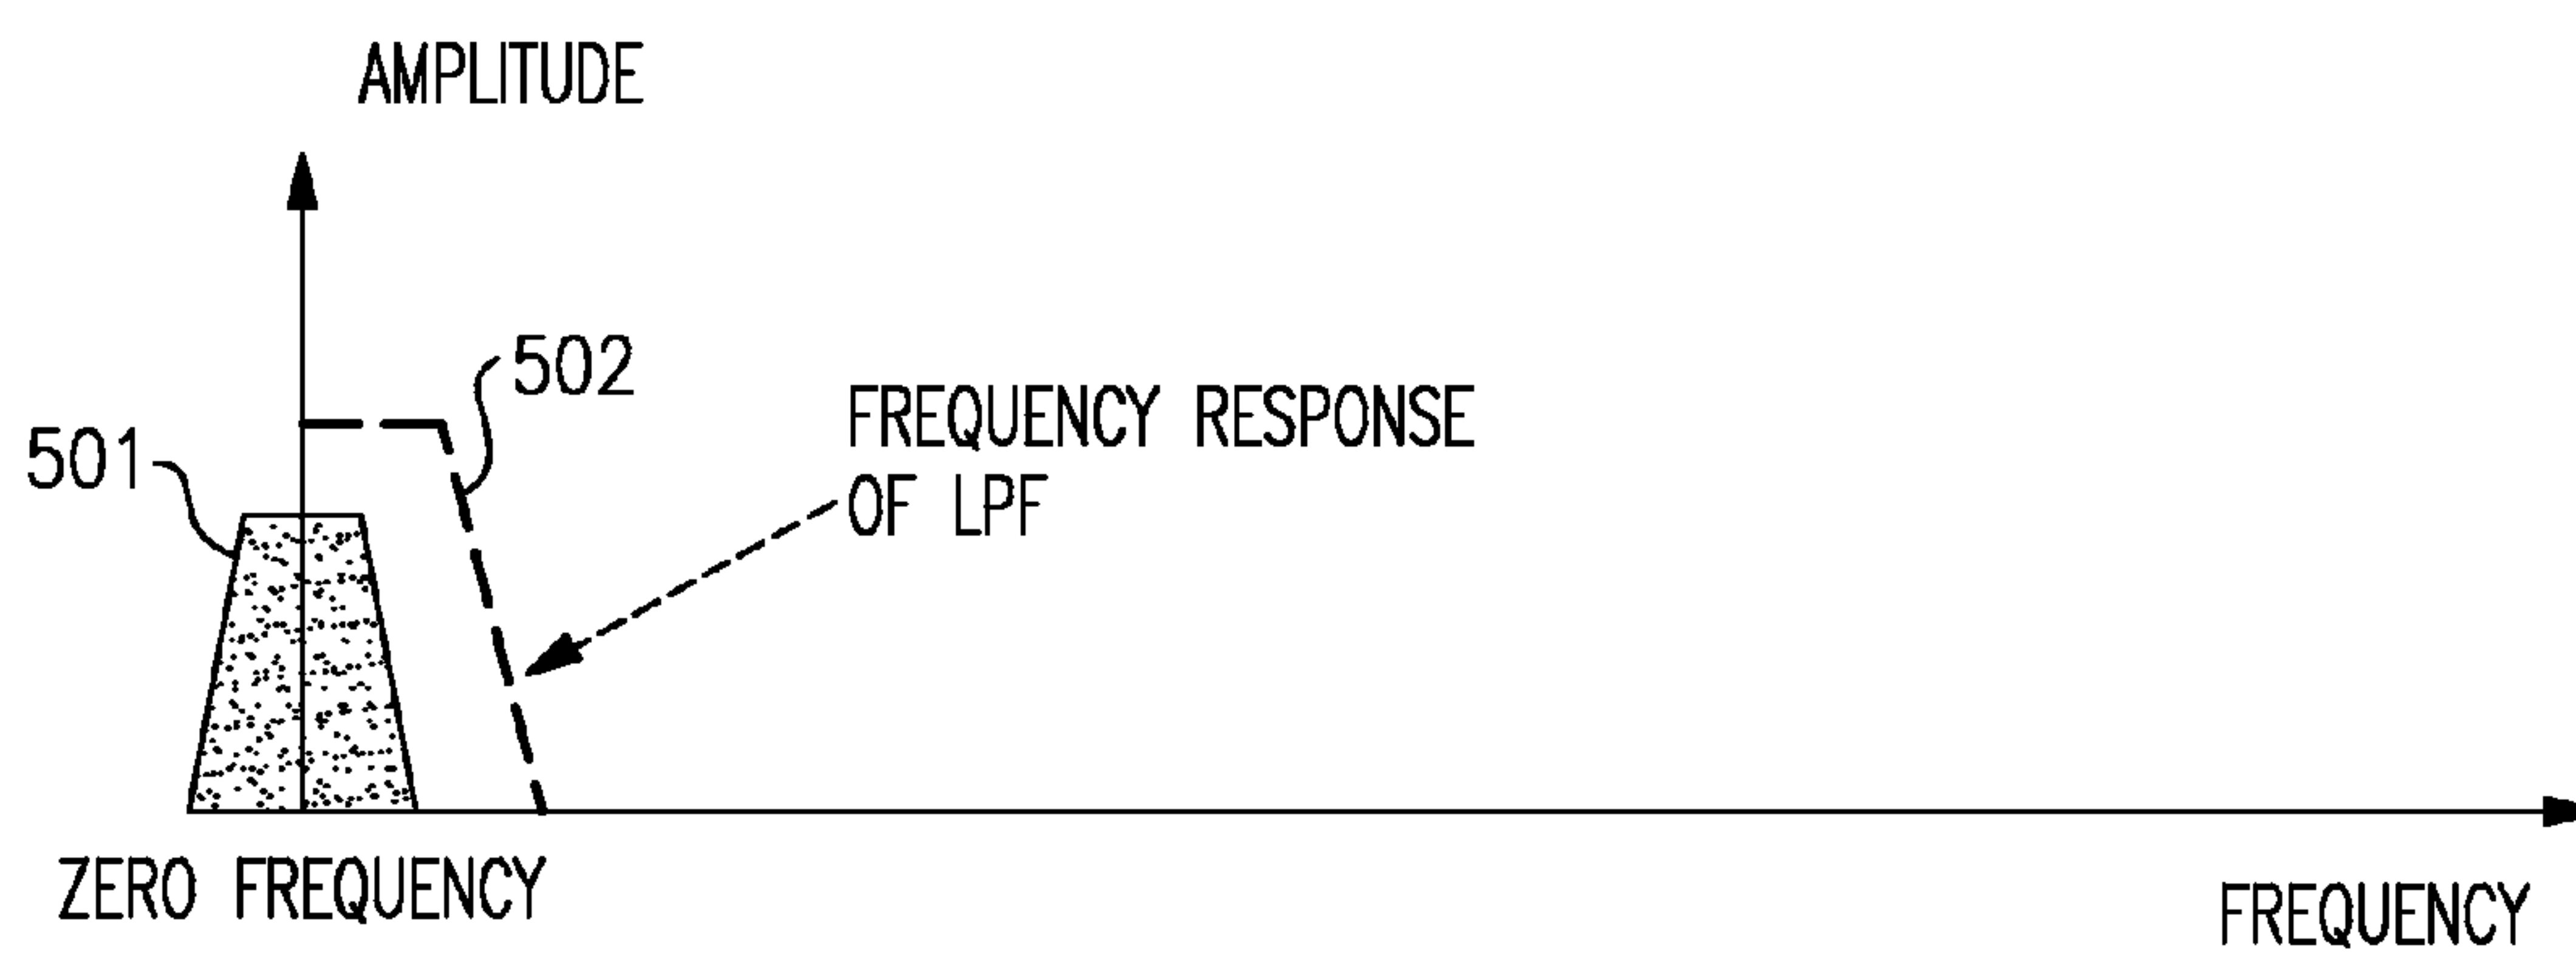 AMPLITUDE
502
501
FREQUENCY RESPONSE
OF LPF
ZERO FREQUENCY
FREQUENCY